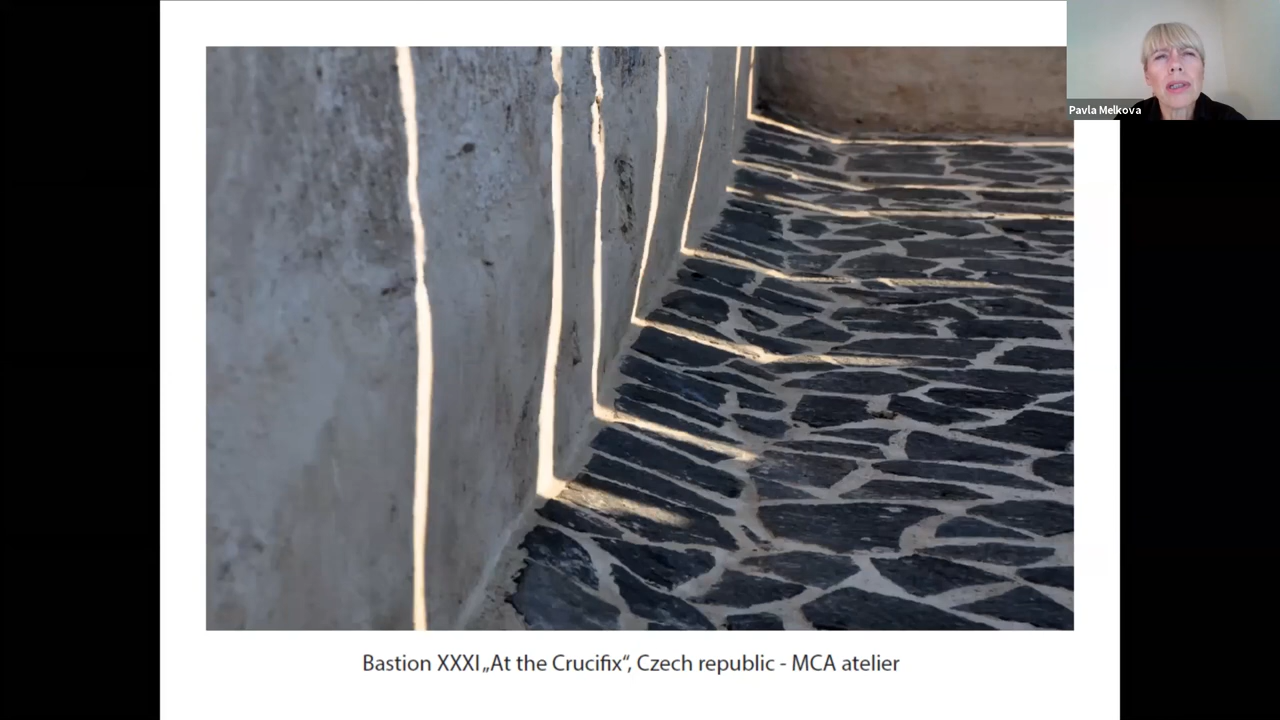 Pavla Melkova
Bastion XXXI„At the Crucifix“, Czech republic - MCA atelier